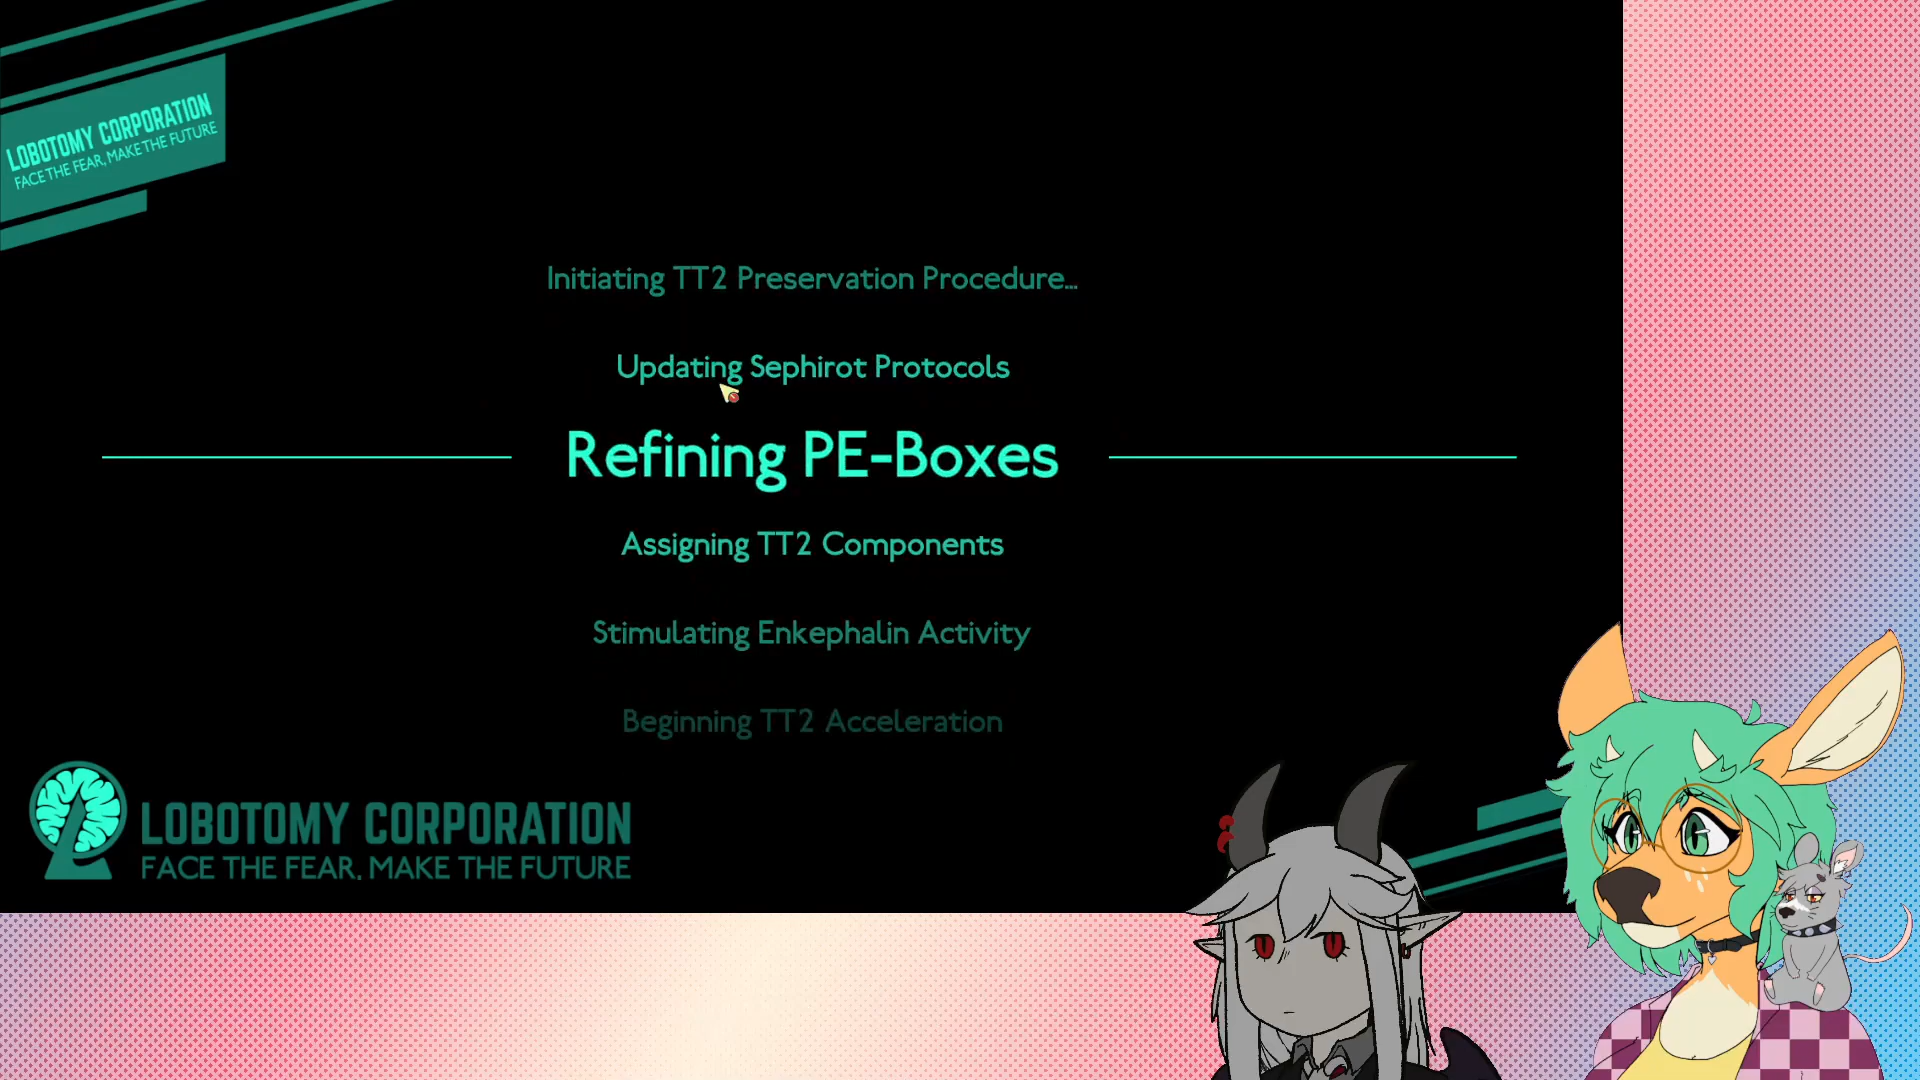 LOBOTOMY CORPORATION
FACE THE FEAR, MAKE THE FUTURE
Initiating TT2 Preservation Procedure...
Updating Sephirot Protocols
Refining PE-Boxes
Assigning TT2 Components
Stimulating Enkephalin Activity
Beginning TT2 Acceleration
LOBOTOMY CORPORATION
FACE THE FEAR. MAKE THE FUTURE